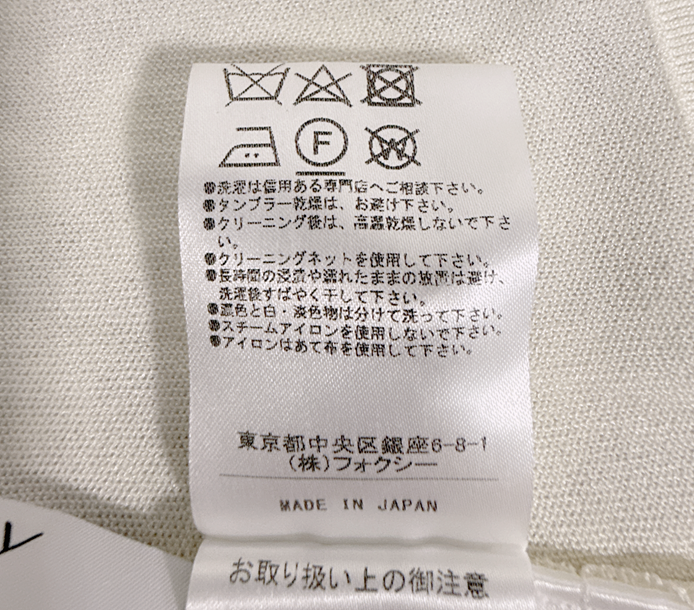 F W
●洗濯は信用ある専門店へご相談下さい。
●タンブラー乾燥は、お避け下さい。
●クリーニング後は、高温乾燥しないで下さ
い。
●クリーニングネットを使用して下さい。
●長時間の浸漬や濡れたままの放置は避け、
洗濯後すばやく干して下さい。
●濃色と白・淡色物は分けて洗って下さい。
●スチームアイロンを使用しないで下さい。
●アイロンはあて布を使用して下さい。
東京都中央区銀座6-8-1
(株)フォクシー
MADE IN JAPAN
お取り扱い上の御注意